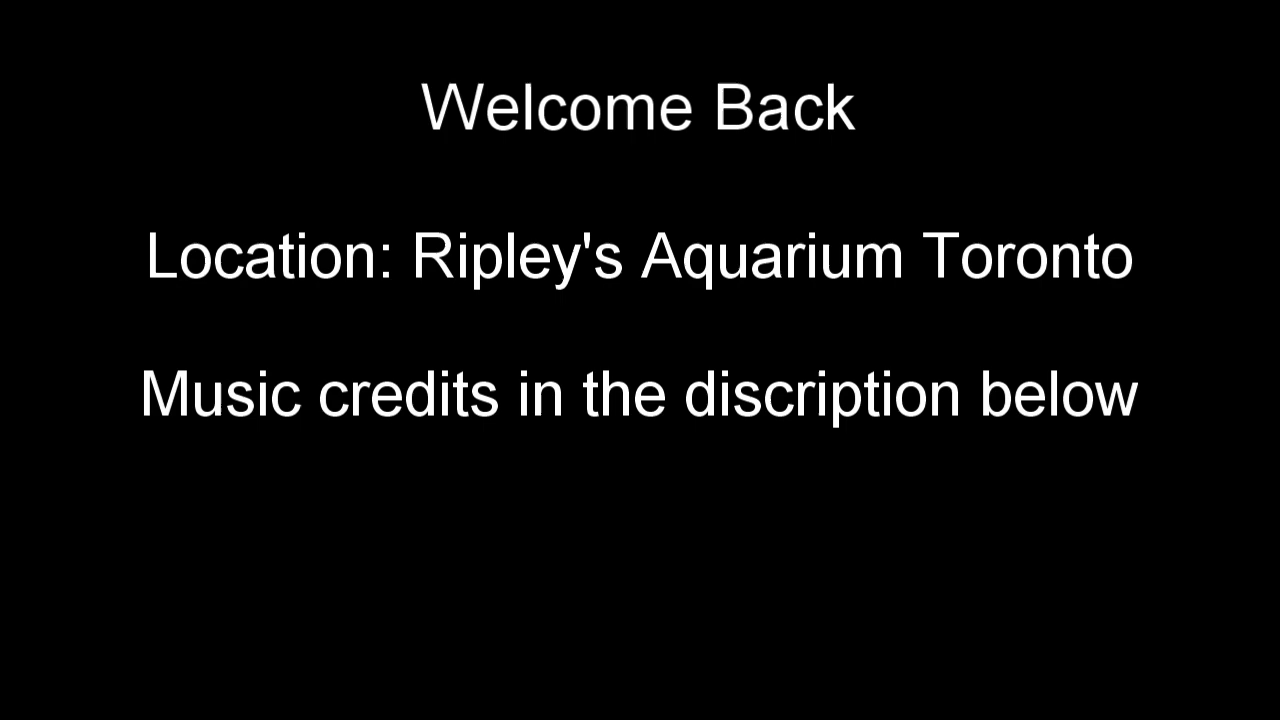 Welcome Back
Location: Ripley's Aquarium Toronto
Music credits in the discription below